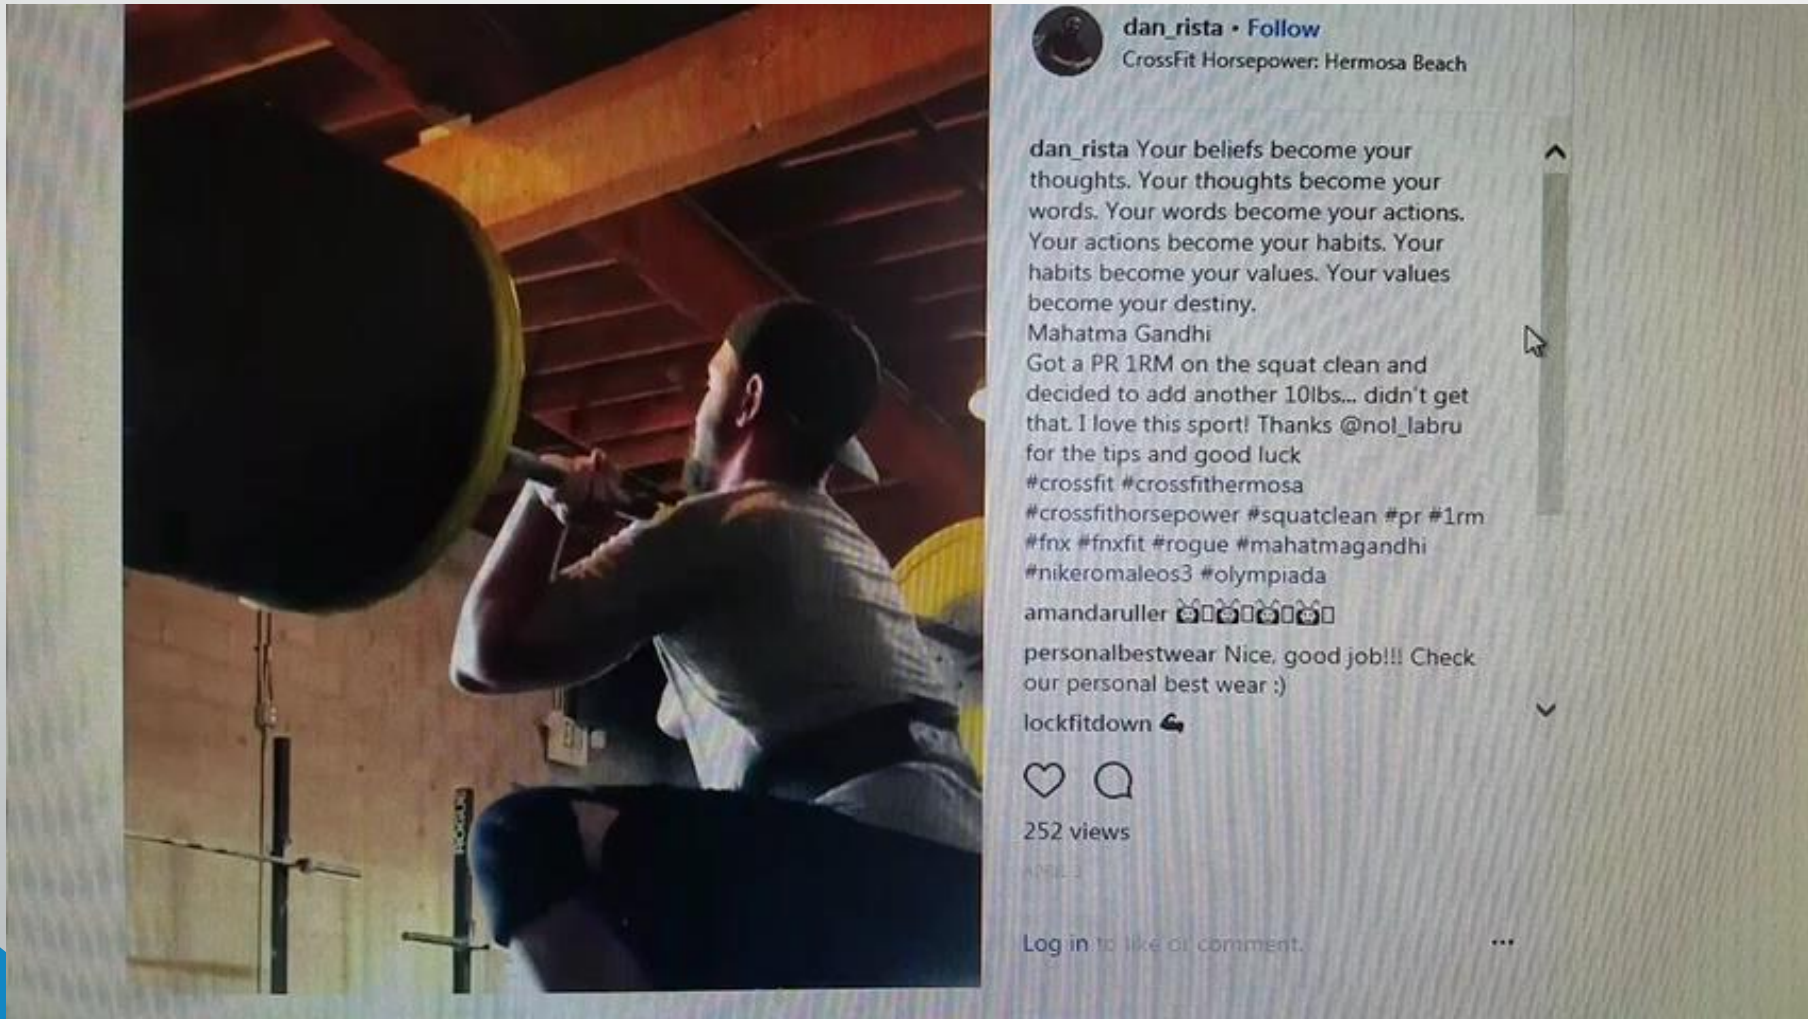 dan_rista • Follow
CrossFit Horsepower: Hermosa Beach
dan_rista Your beliefs become your
thoughts. Your thoughts become your
words. Your words become your actions.
Your actions become your habits. Your
habits become your values. Your values
become your destiny.
Mahatma Gandhi
Got a PR 1RM on the squat clean and
decided to add another 10lbs... didn't get
that. I love this sport! Thanks @nol_labru
for the tips and good luck
#crossfit #crossfithermosa
#crossfithorsepower #squatclean #pr #1rm
#fnx #fnxfit #rogue #mahatmagandhi
#nikeromaleos3 #olympiada
amandaruller
personalbestwear Nice, good job!!! Check
our personal best wear :)
lockfitdown 💪
252 views
APRIL 2
Log in to like or comment.
ROGUE